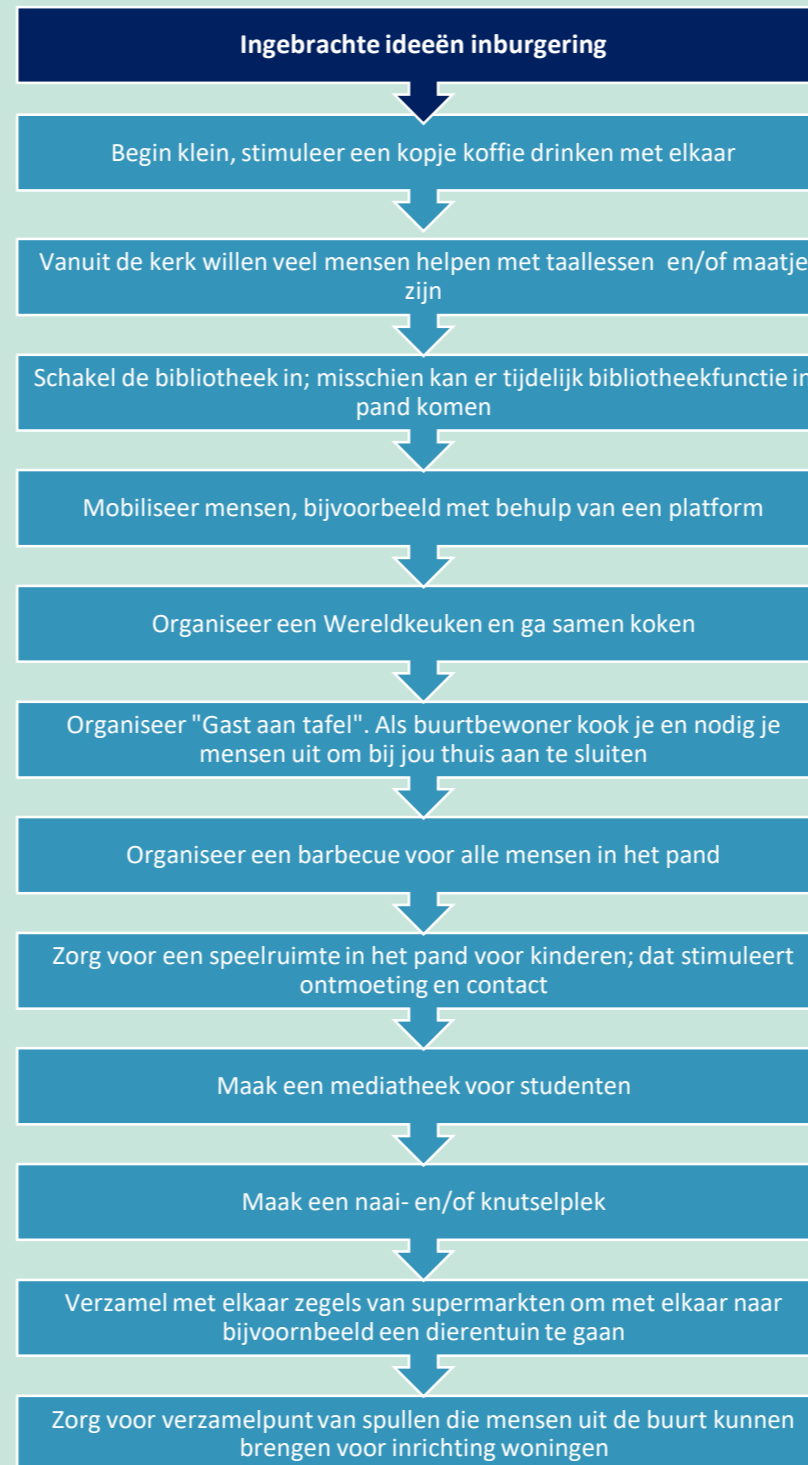 Ingebrachte ideeën inburgering
Begin klein, stimuleer een kopje koffie drinken met elkaar
Vanuit de kerk willen veel mensen helpen met taallessen en/of maatje
zijn
Schakel de bibliotheek in; misschien kan er tijdelijk bibliotheekfunctie in
pand komen
Mobiliseer mensen, bijvoorbeeld met behulp van een platform
Organiseer een Wereldkeuken en ga samen koken
Organiseer "Gast aan tafel". Als buurtbewoner kook je en nodig je
mensen uit om bij jou thuis aan te sluiten
Organiseer een barbecue voor alle mensen in het pand
Zorg voor een speelruimte in het pand voor kinderen; dat stimuleert
ontmoeting en contact
Maak een mediatheek voor studenten
Maak een naai- en/of knutselplek
Verzamel met elkaar zegels van supermarkten om met elkaar naar
bijvoornbeeld een dierentuin te gaan
Zorg voor verzamelpunt van spullen die mensen uit de buurt kunnen
brengen voor inrichting woningen